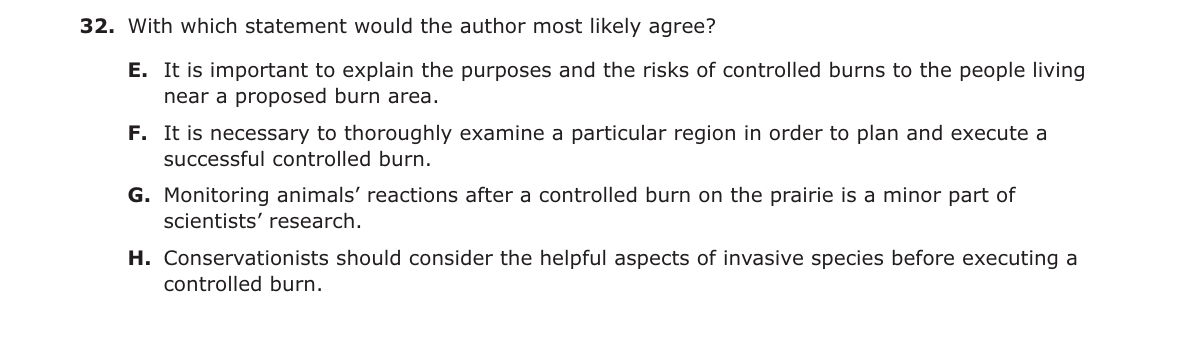 32. With which statement would the author most likely agree?
E. It is important to explain the purposes and the risks of controlled burns to the people living
near a proposed burn area.
F. It is necessary to thoroughly examine a particular region in order to plan and execute a
successful controlled burn.
G. Monitoring animals’ reactions after a controlled burn on the prairie is a minor part of
scientists’ research.
H. Conservationists should consider the helpful aspects of invasive species before executing a
controlled burn.